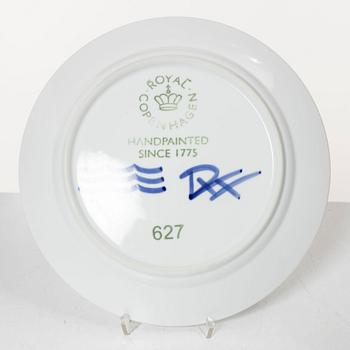 ROYAL
COPENHAGEN
HANDPAINTED
SINCE 1775
627